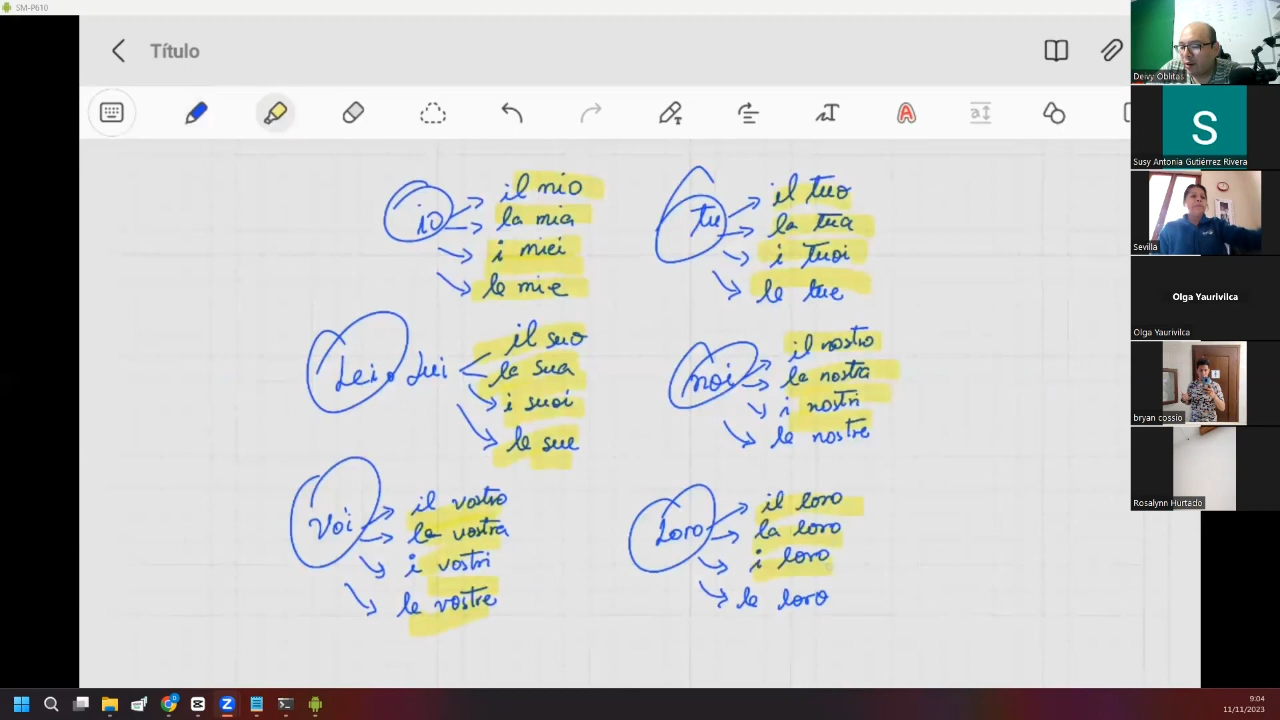 SM-P610
Título
io
il mio
la mia
i miei
le mie
tu
il tuo
la tua
i tuoi
le tue
Lei o Lui
il suo
la sua
i suoi
le sue
noi
il nostro
la nostra
i nostri
le nostre
Voi
il vostro
la vostra
i vostri
le vostre
Loro
il loro
la loro
i loro
le loro
Deivy Oblitas
S
Susy Antonia Gutiérrez Rivera
Sevilla
Olga Yaurivilca
Olga Yaurivilca
bryan cossio
Rosalynn Hurtado
9:04
11/11/2023